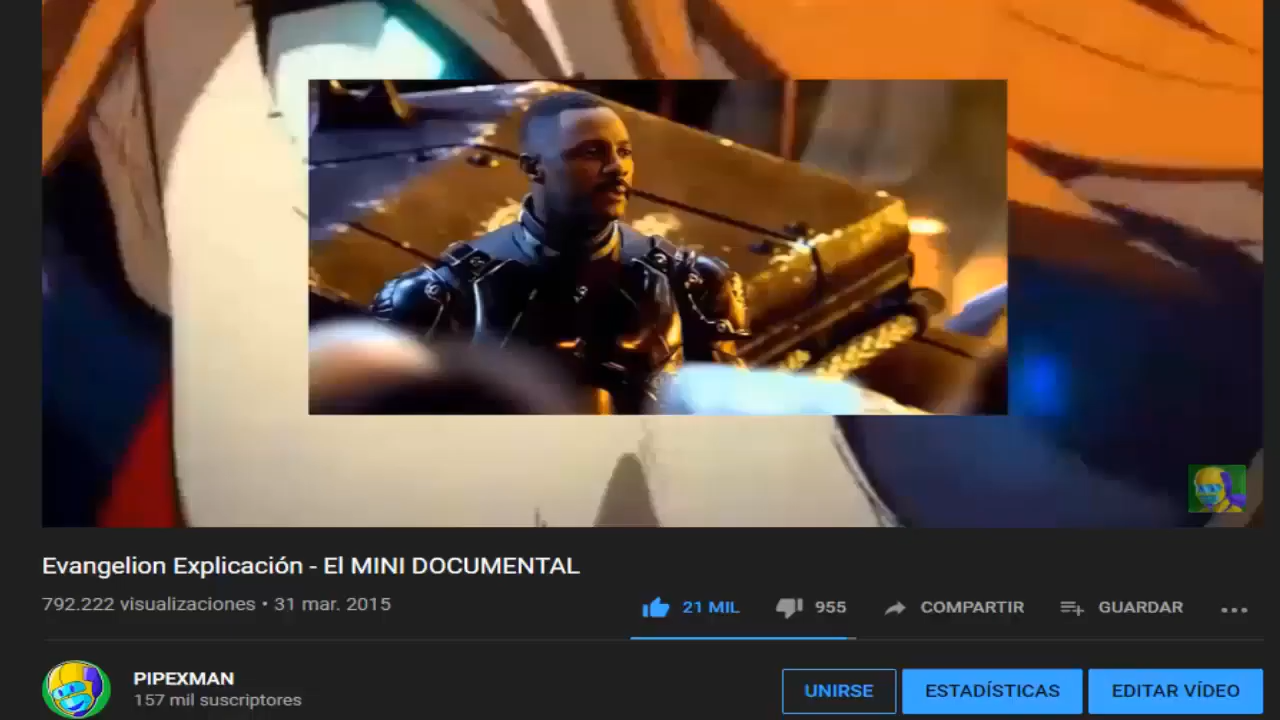 Evangelion Explicación - El MINI DOCUMENTAL
792.222 visualizaciones • 31 mar. 2015
21 MIL 955 COMPARTIR GUARDAR
PIPEXMAN
157 mil suscriptores
UNIRSE ESTADÍSTICAS EDITAR VÍDEO